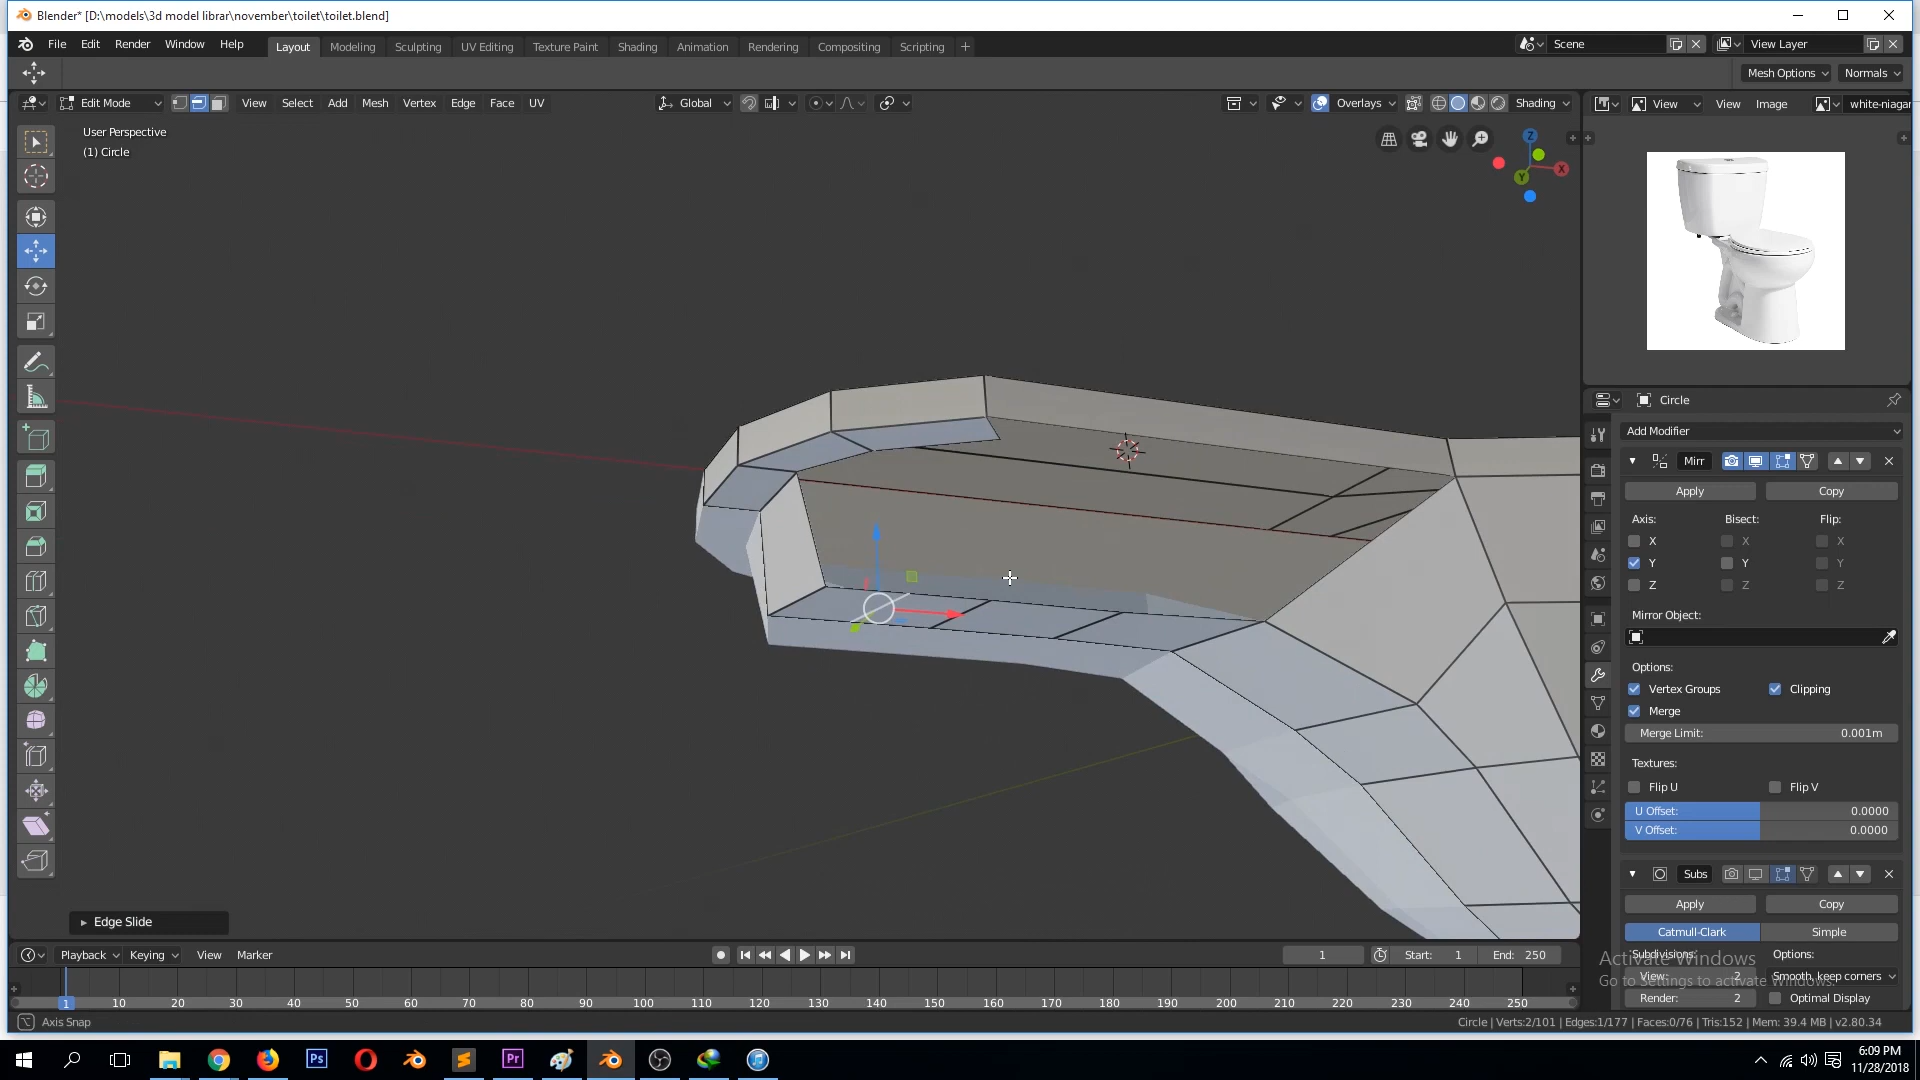 Blender* [D:\models\3d model librar\november\toilet\toilet.blend]
File Edit Render Window Help Layout Modeling Sculpting UV Editing Texture Paint Shading Animation Rendering Compositing Scripting Scene View Layer
Mesh Options Normals
Edit Mode View Select Add Mesh Vertex Edge Face UV Global Overlays Shading View View Image white-niagar
User Perspective
(1) Circle
Z
X
Y
Circle
Add Modifier
Mirr
Apply Copy
Axis: Bisect: Flip:
X X X
Y Y Y
Z Z Z
Mirror Object:
Options:
Vertex Groups Clipping
Merge
Merge Limit: 0.001m
Textures:
Flip U Flip V
U Offset: 0.0000
V Offset: 0.0000
Subs
Apply Copy
Catmull-Clark Simple
Subdivisions: Options:
View: 2 Smooth, keep corners
Render: 2 Optimal Display
Activate Windows
Go to Settings to activate Windows.
Edge Slide
Playback Keying View Marker 1 Start: 1 End: 250
1 10 20 30 40 50 60 70 80 90 100 110 120 130 140 150 160 170 180 190 200 210 220 230 240 250
Axis Snap Circle | Verts:2/101 | Edges:1/177 | Faces:0/76 | Tris:152 | Mem: 39.4 MB | v2.80.34
Ps Pr
6:09 PM
11/28/2018